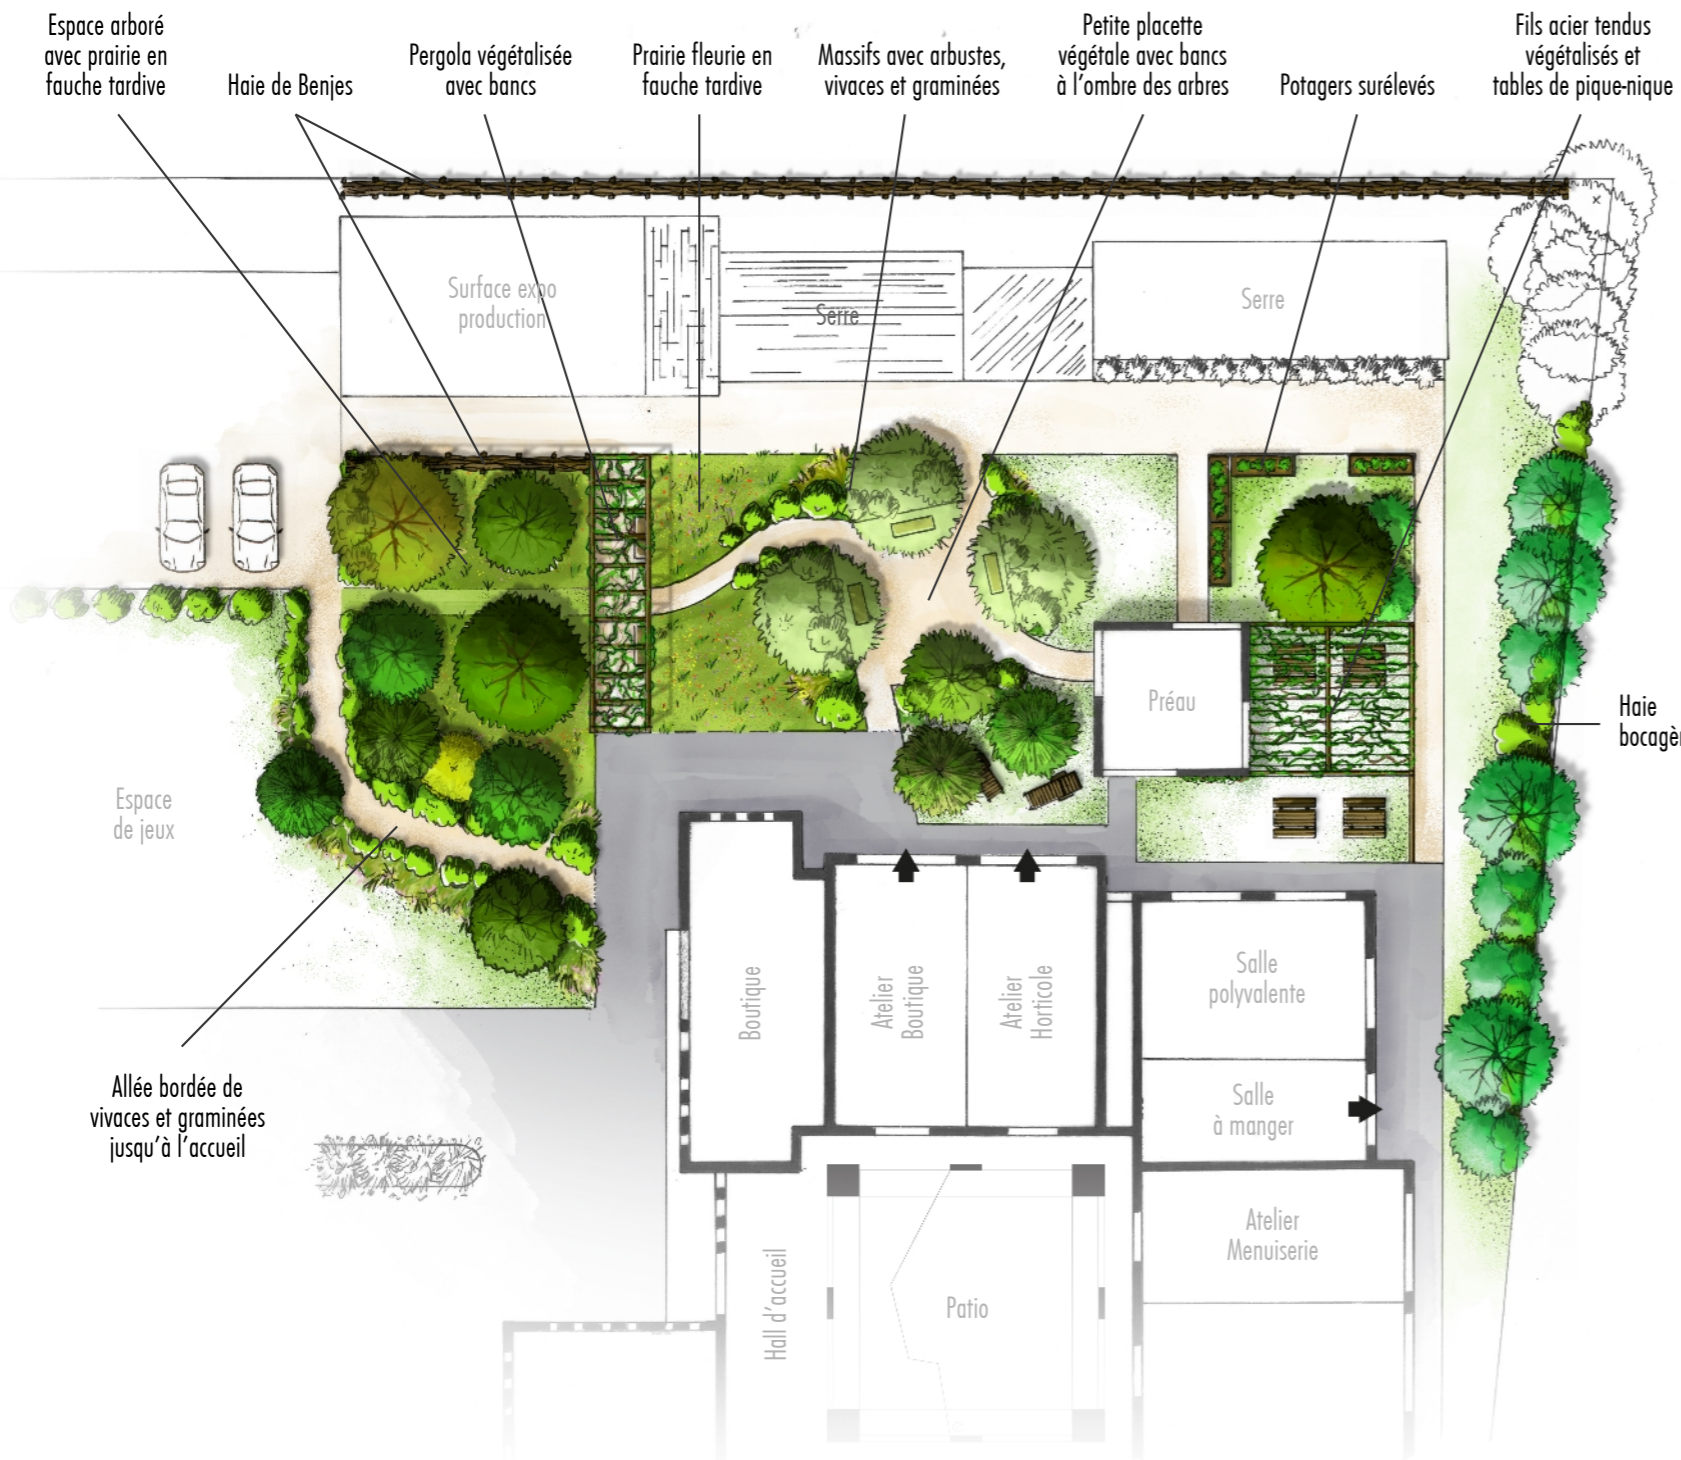 Espace arboré
avec prairie en
fauche tardive
Haie de Benjes
Pergola végétalisée
avec bancs
Prairie fleurie en
fauche tardive
Massifs avec arbustes,
vivaces et graminées
Petite placette
végétale avec bancs
à l'ombre des arbres
Potagers surélevés
Fils acier tendus
végétalisés et
tables de pique-nique
Surface expo
production
Serre
Serre
Préau
Haie
bocagèr
Espace
de jeux
Allée bordée de
vivaces et graminées
jusqu'à l'accueil
Boutique
Atelier
Boutique
Atelier
Horticole
Salle
polyvalente
Salle
à manger
Atelier
Menuiserie
Hall d'accueil
Patio